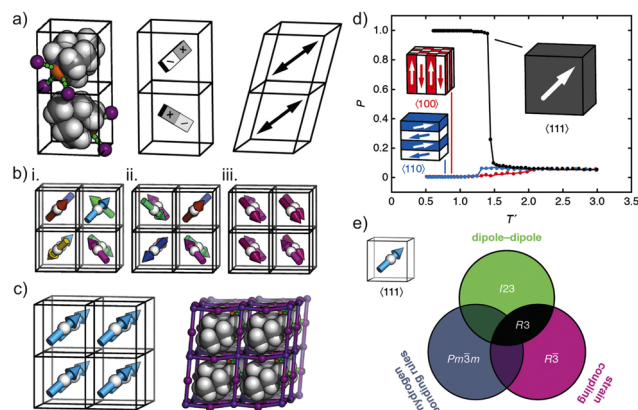 a)
b) i. ii. iii.
c)
d)
P
1.0
0.8
0.6
0.4
0.2
0
⟨100⟩
⟨110⟩
⟨111⟩
0.5 1.0 1.5 2.0 2.5 3.0 3.5
T′
e)
⟨111⟩
dipole–dipole
I23
R3
Pm3̅m
R3̅
hydrogen
bonding rules
strain
coupling